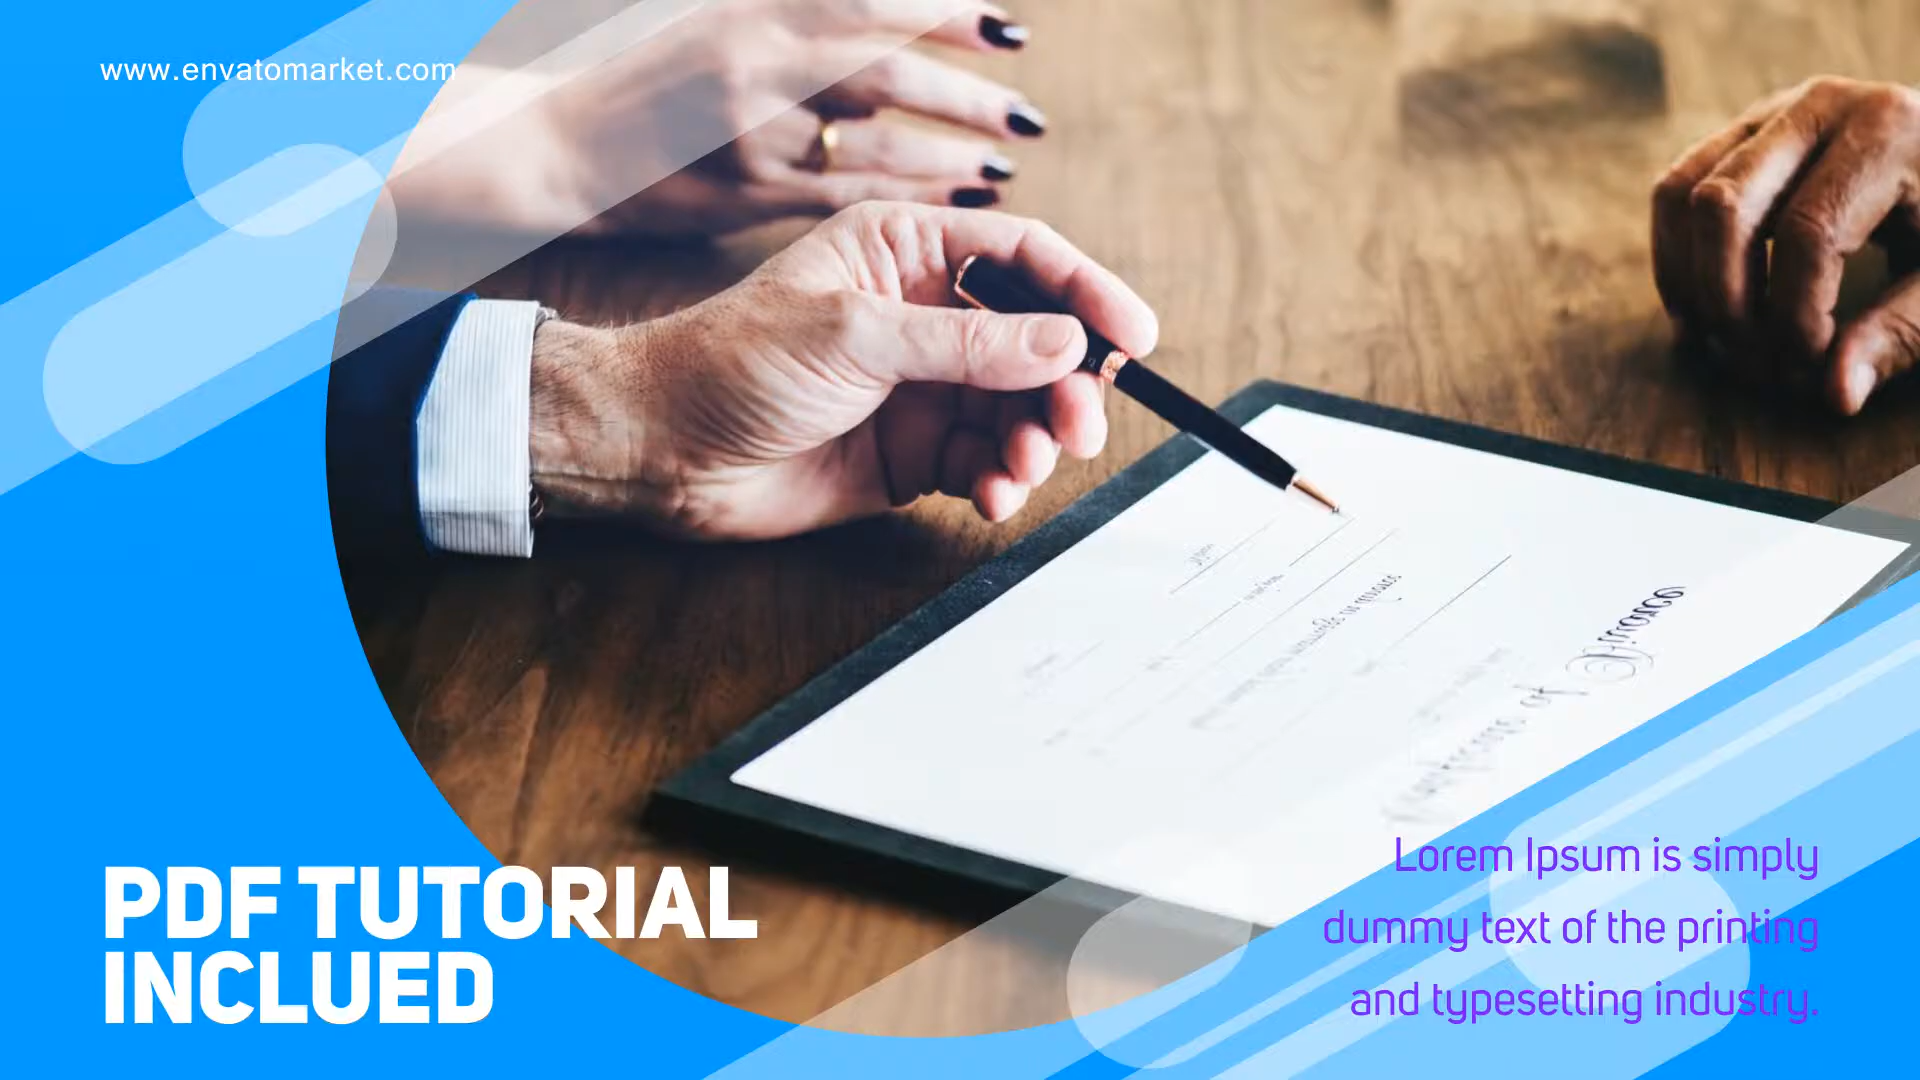 www.envatomarket.com
PDF TUTORIAL
INCLUED
Lorem Ipsum is simply
dummy text of the printing
and typesetting industry.